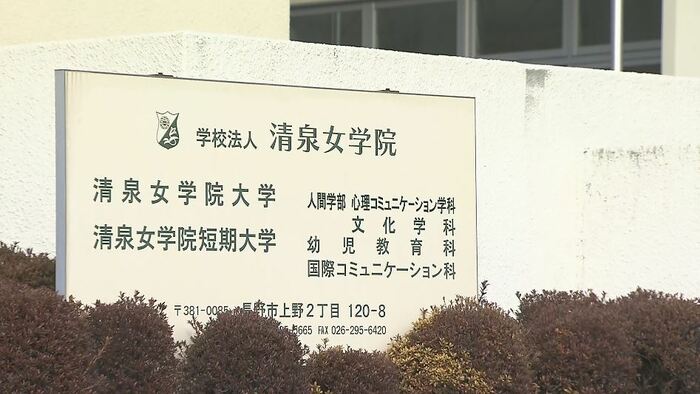 学校法人 清泉女学院
清泉女学院大学 人間学部 心理コミュニケーション学科
文化学科
清泉女学院短期大学 幼児教育科
国際コミュニケーション科
〒381-0085 長野市上野2丁目 120-8
5665 FAX 026-295-6420